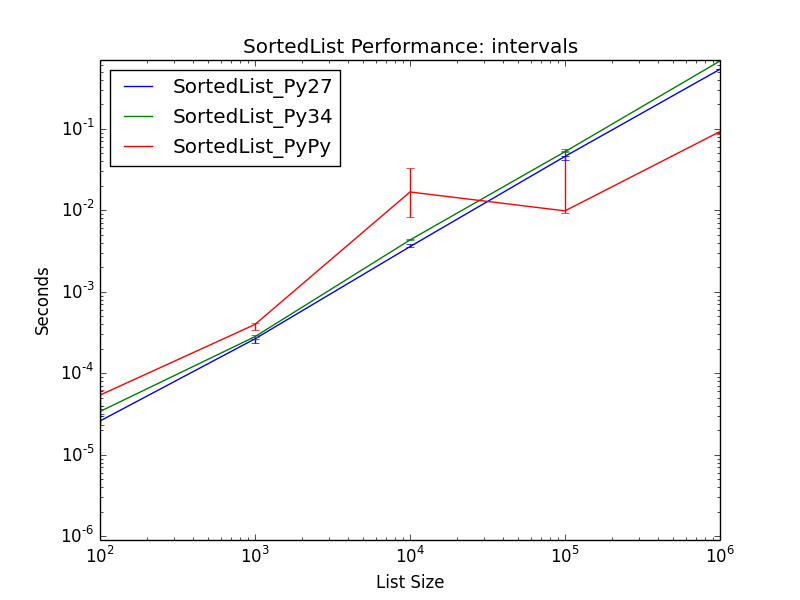 SortedList Performance: intervals
SortedList_Py27
SortedList_Py34
SortedList_PyPy
10^-1
10^-2
10^-3
10^-4
10^-5
10^-6
Seconds
10^2 10^3 10^4 10^5 10^6
List Size